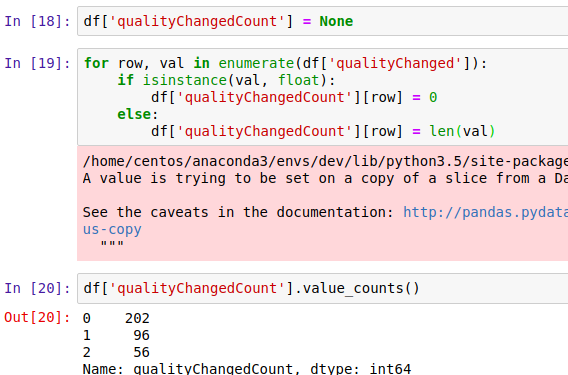 In [18]: df['qualityChangedCount'] = None
In [19]: for row, val in enumerate(df['qualityChanged']):
if isinstance(val, float):
df['qualityChangedCount'][row] = 0
else:
df['qualityChangedCount'][row] = len(val)
/home/centos/anaconda3/envs/dev/lib/python3.5/site-package
A value is trying to be set on a copy of a slice from a Da
See the caveats in the documentation: http://pandas.pydata
us-copy
"""
In [20]: df['qualityChangedCount'].value_counts()
Out[20]: 0 202
1 96
2 56
Name: qualityChangedCount, dtype: int64